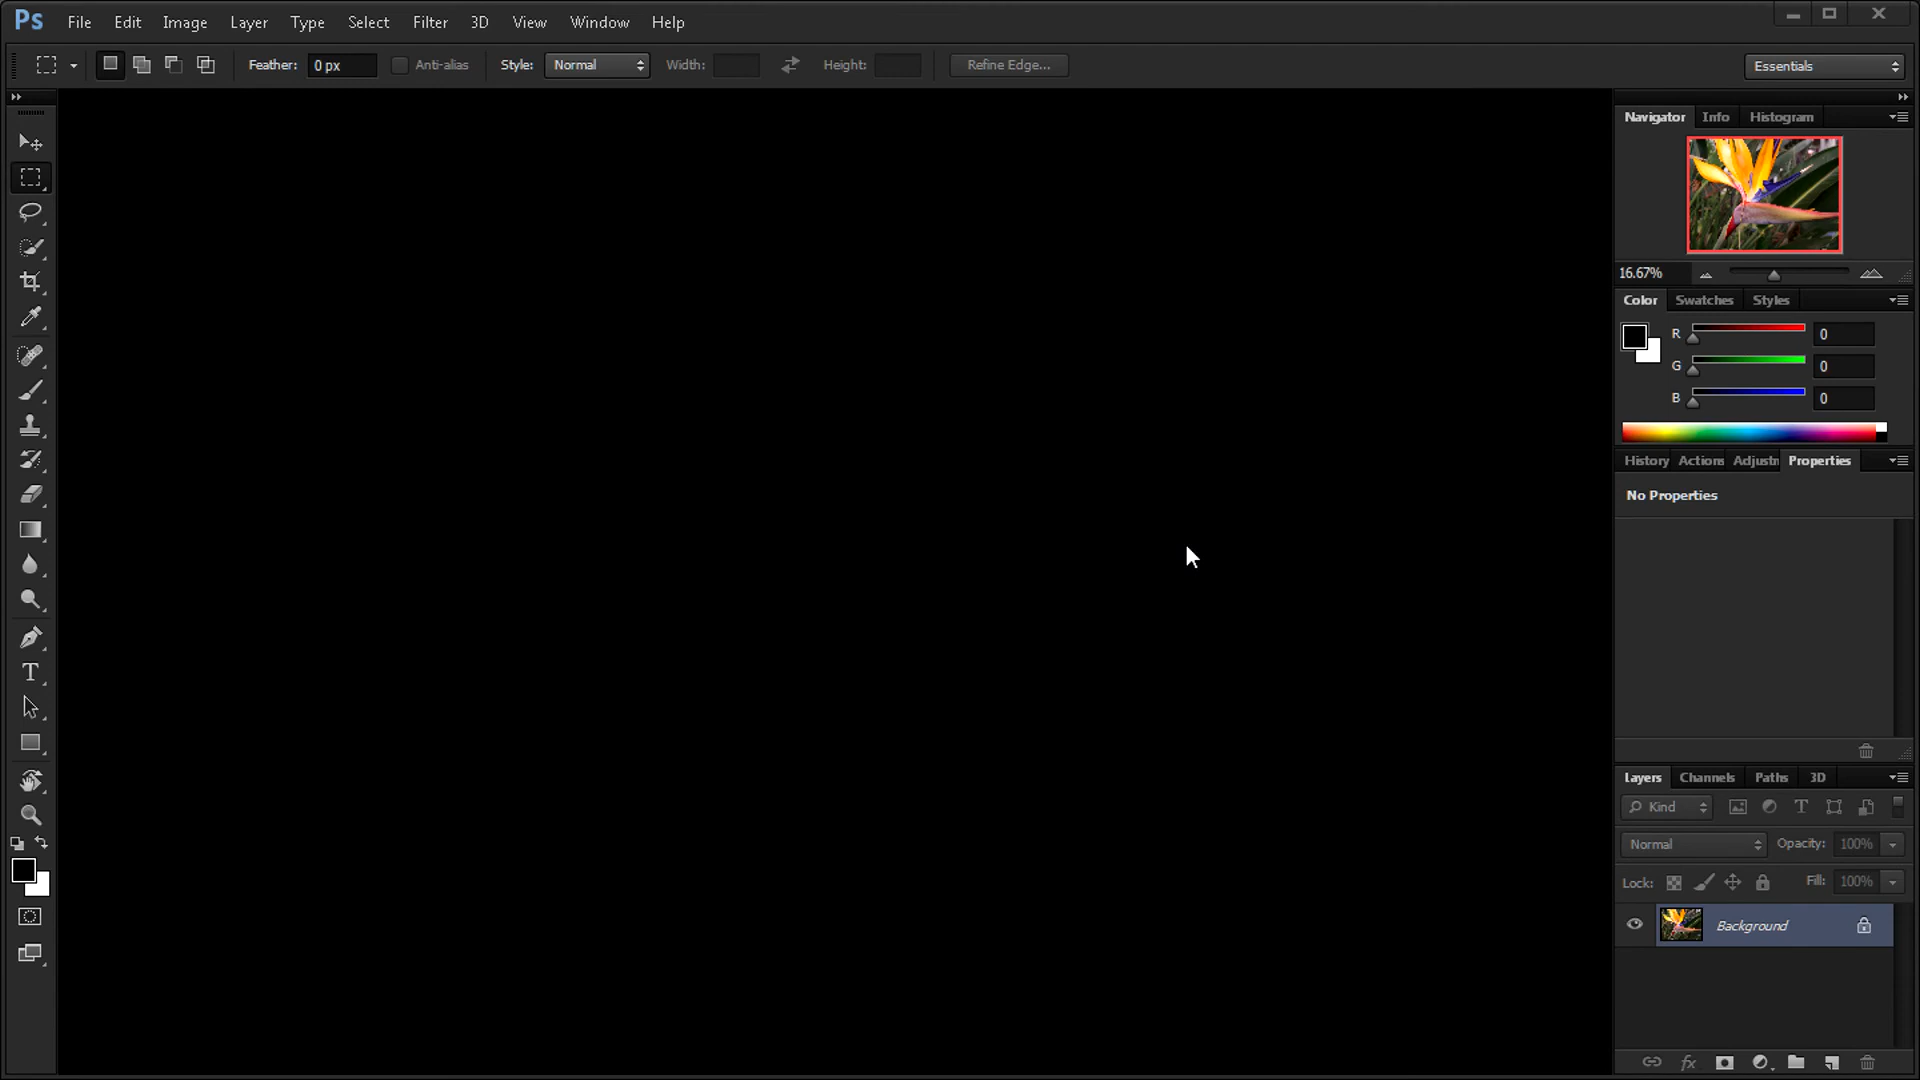 Ps File Edit Image Layer Type Select Filter 3D View Window Help
Feather: 0 px Anti-alias Style: Normal Width: Height: Refine Edge... Essentials
Navigator Info Histogram
16.67%
Color Swatches Styles
R 0
G 0
B 0
History Actions Adjustn Properties
No Properties
T
Layers Channels Paths 3D
Kind T
Normal Opacity: 100%
Lock: Fill: 100%
Background
fx